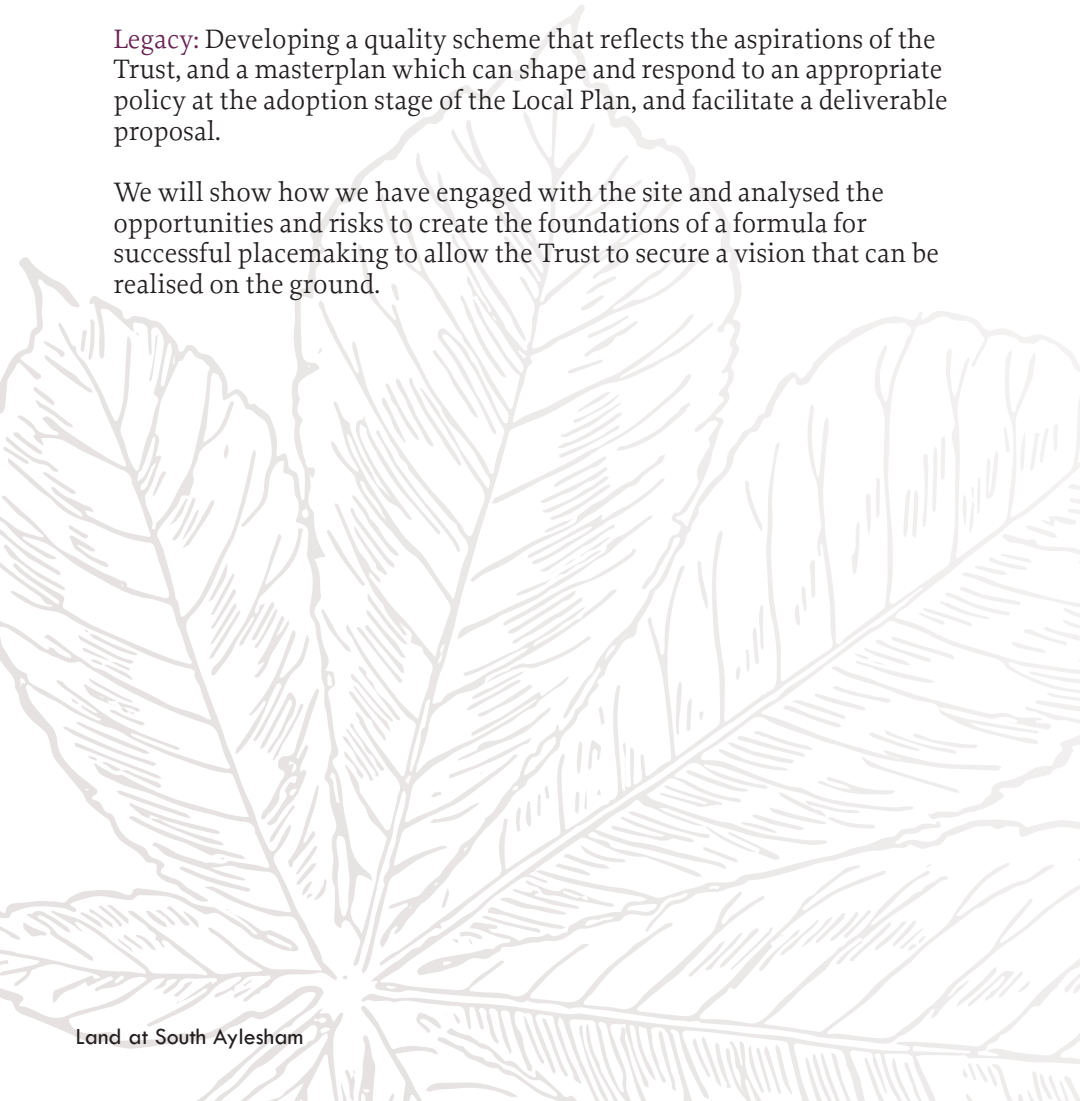 Legacy: Developing a quality scheme that reflects the aspirations of the
Trust, and a masterplan which can shape and respond to an appropriate
policy at the adoption stage of the Local Plan, and facilitate a deliverable
proposal.
We will show how we have engaged with the site and analysed the
opportunities and risks to create the foundations of a formula for
successful placemaking to allow the Trust to secure a vision that can be
realised on the ground.
Land at South Aylesham